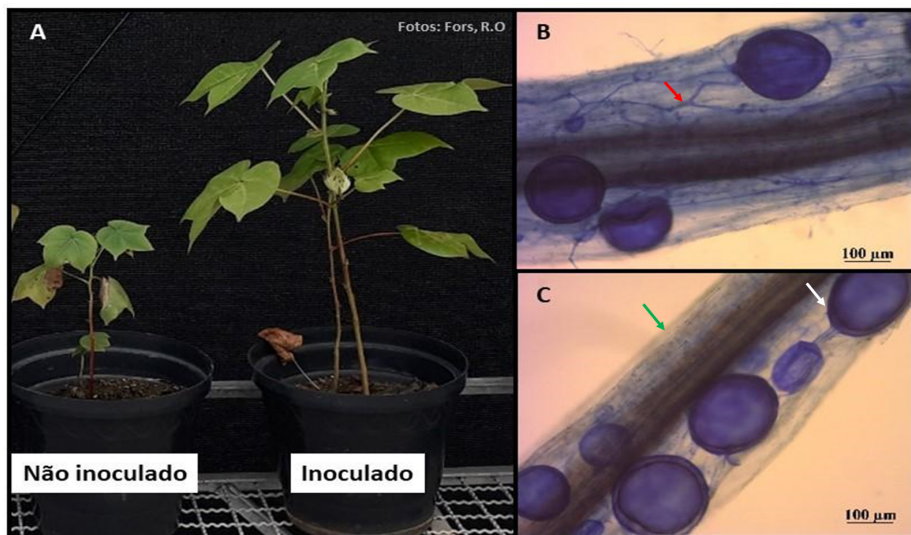 A
Fotos: Fors, R.O
Não inoculado
Inoculado
B
100 µm
C
100 µm